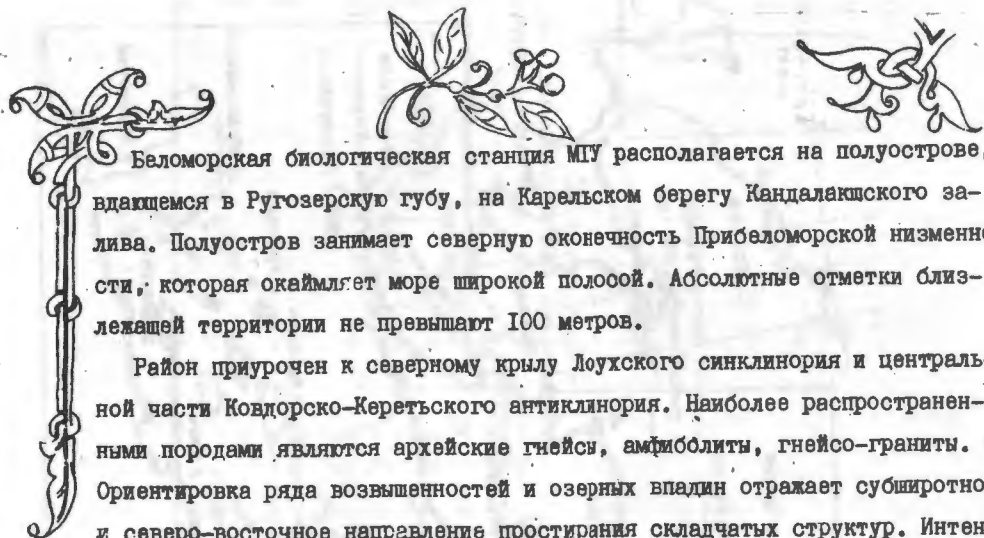 Беломорская биологическая станция МГУ располагается на полуострове,
вдающемся в Ругозерскую губу, на Карельском берегу Кандалакшского за-
лива. Полуостров занимает северную оконечность Прибеломорской низменно
сти, которая окаймляет море широкой полосой. Абсолютные отметки близ-
лежащей территории не превышают 100 метров.
Район приурочен к северному крылу Лоухского синклинория и централь-
ной части Ковдорско-Керетьского антиклинория. Наиболее распространен-
ными породами являются архейские гнейсы, амфиболиты, гнейсо-граниты.
Ориентировка ряда возвышенностей и озерных впадин отражает субширотно
и северо-восточное направление простирания складчатых структур. Интен